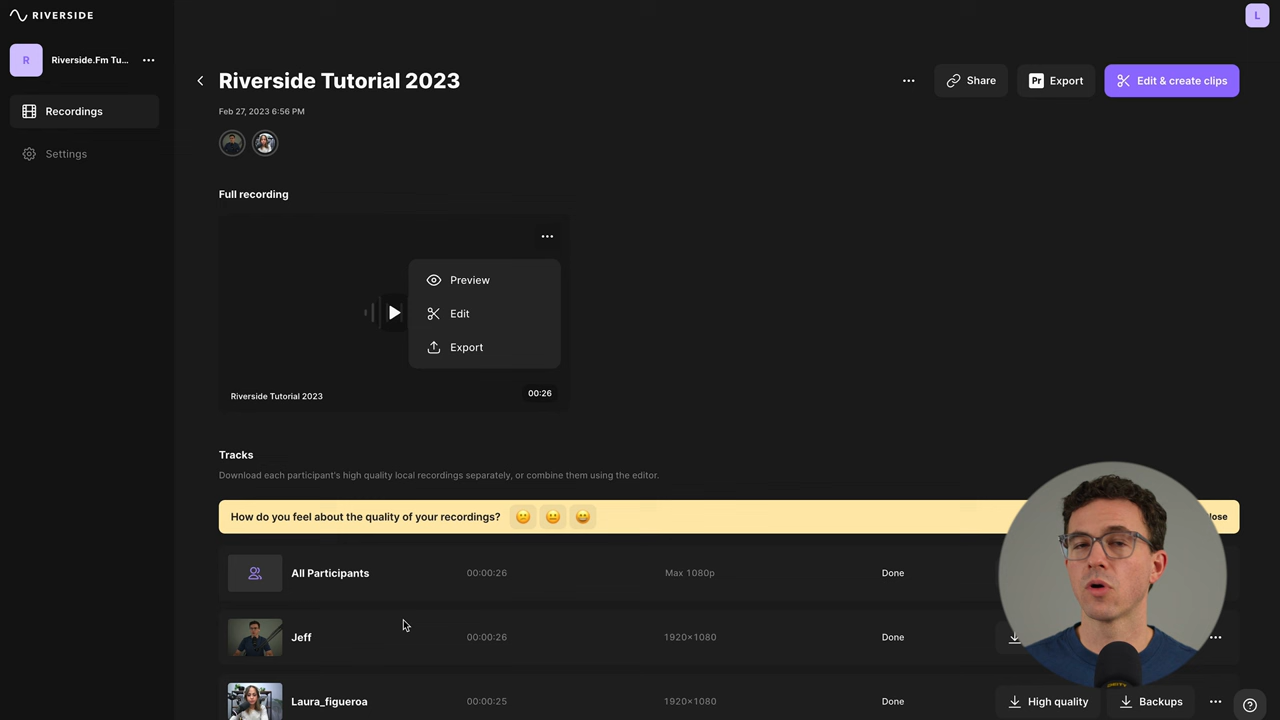 RIVERSIDE
L
R
Riverside.Fm Tu...
Recordings
Settings
Riverside Tutorial 2023
Share
Pr
Export
Edit & create clips
Feb 27, 2023 6:56 PM
Full recording
Preview
Edit
Export
Riverside Tutorial 2023
00:26
Tracks
Download each participant's high quality local recordings separately, or combine them using the editor.
How do you feel about the quality of your recordings?
All Participants
00:00:26
Max 1080p
Done
Jeff
00:00:26
1920×1080
Done
Laura_figueroa
00:00:25
1920×1080
Done
High quality
Backups